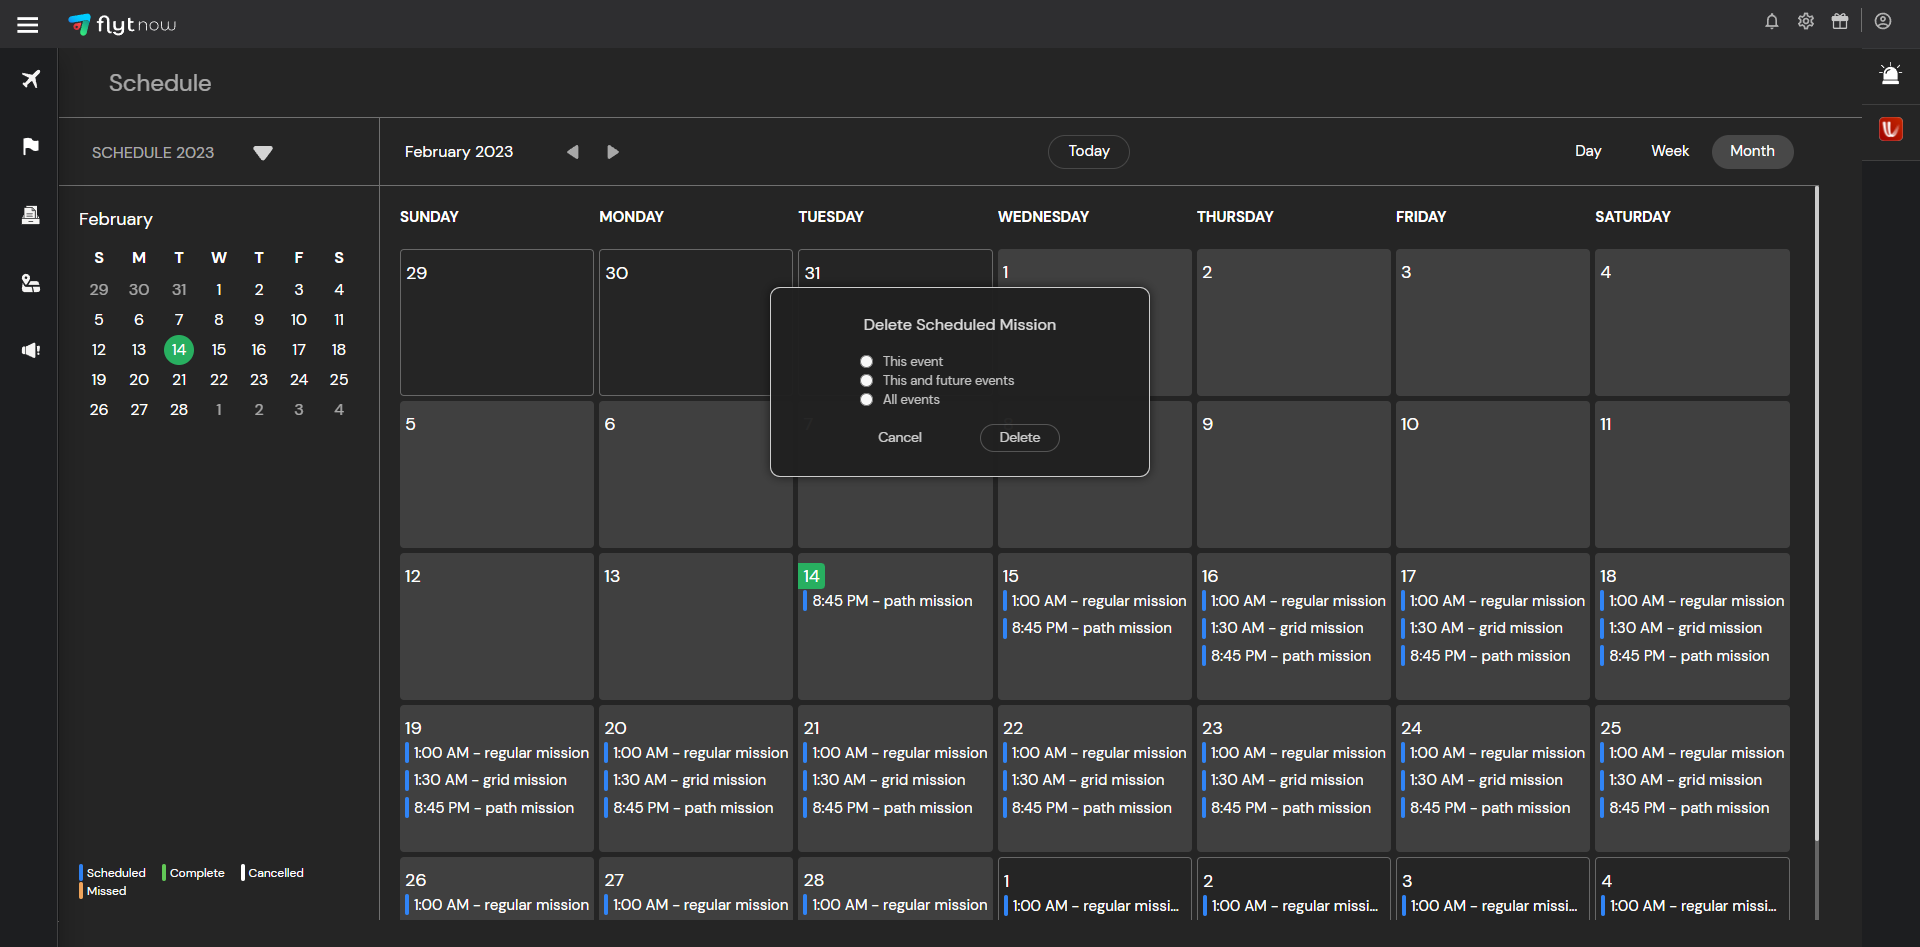 flytnow
Schedule
SCHEDULE 2023
February 2023
Today
Day
Week
Month
February
S M T W T F S
29 30 31 1 2 3 4
5 6 7 8 9 10 11
12 13 14 15 16 17 18
19 20 21 22 23 24 25
26 27 28 1 2 3 4
Scheduled
Complete
Cancelled
Missed
SUNDAY MONDAY TUESDAY WEDNESDAY THURSDAY FRIDAY SATURDAY
29 30 31 1 2 3 4
Delete Scheduled Mission
This event
This and future events
All events
Cancel
Delete
5 6 7 8 9 10 11
12 13 14 15 16 17 18
8:45 PM - path mission 1:00 AM - regular mission 1:00 AM - regular mission 1:00 AM - regular mission 1:00 AM - regular mission
8:45 PM - path mission 1:30 AM - grid mission 1:30 AM - grid mission 1:30 AM - grid mission
8:45 PM - path mission 8:45 PM - path mission 8:45 PM - path mission
19 20 21 22 23 24 25
1:00 AM - regular mission 1:00 AM - regular mission 1:00 AM - regular mission 1:00 AM - regular mission 1:00 AM - regular mission 1:00 AM - regular mission 1:00 AM - regular mission
1:30 AM - grid mission 1:30 AM - grid mission 1:30 AM - grid mission 1:30 AM - grid mission 1:30 AM - grid mission 1:30 AM - grid mission 1:30 AM - grid mission
8:45 PM - path mission 8:45 PM - path mission 8:45 PM - path mission 8:45 PM - path mission 8:45 PM - path mission 8:45 PM - path mission 8:45 PM - path mission
26 27 28 1 2 3 4
1:00 AM - regular mission 1:00 AM - regular mission 1:00 AM - regular mission 1:00 AM - regular missi... 1:00 AM - regular missi... 1:00 AM - regular missi... 1:00 AM - regular missi...